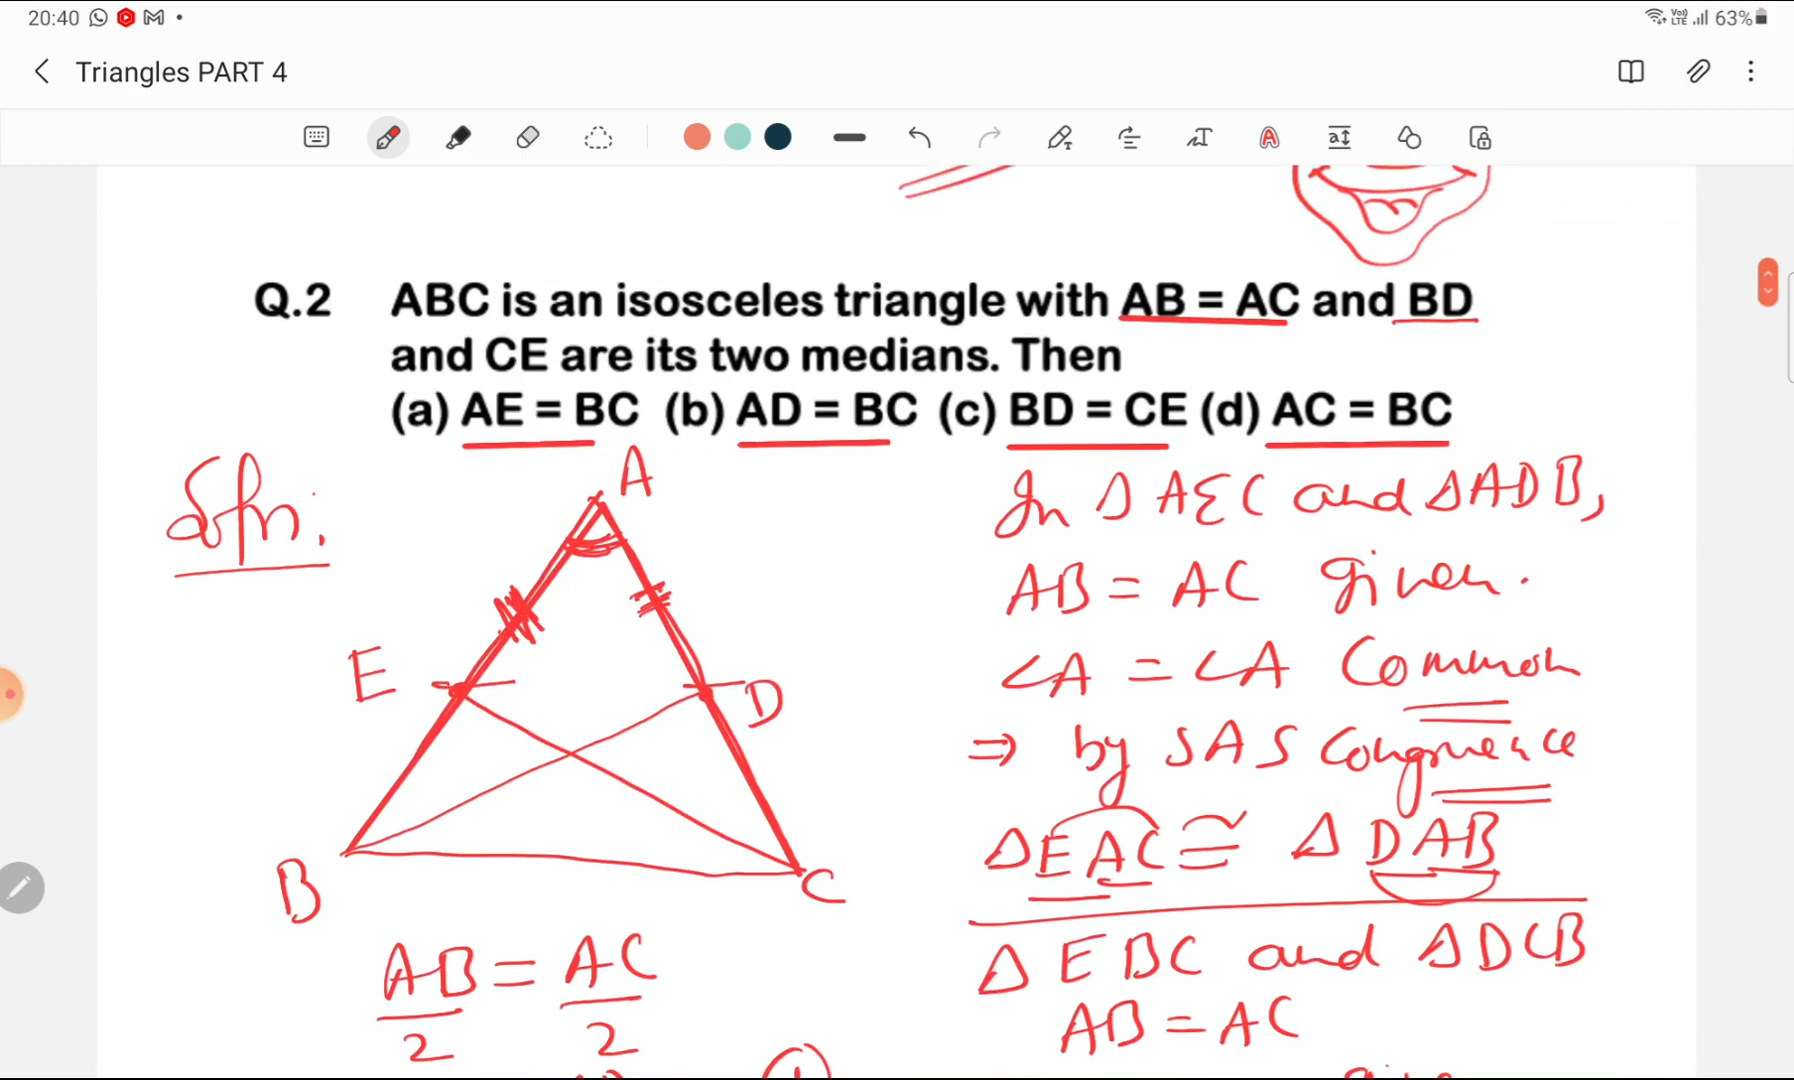 20:40
Vo)) LTE 63%
Triangles PART 4
Q.2 ABC is an isosceles triangle with AB = AC and BD
and CE are its two medians. Then
(a) AE = BC (b) AD = BC (c) BD = CE (d) AC = BC
Soln:
A
E
D
B
C
AB/2 = AC/2
In Δ AEC and Δ ADB,
AB = AC given.
∠A = ∠A Common
⇒ by SAS Congruence
Δ EAC ≅ Δ DAB
Δ EBC and Δ DCB
AB = AC